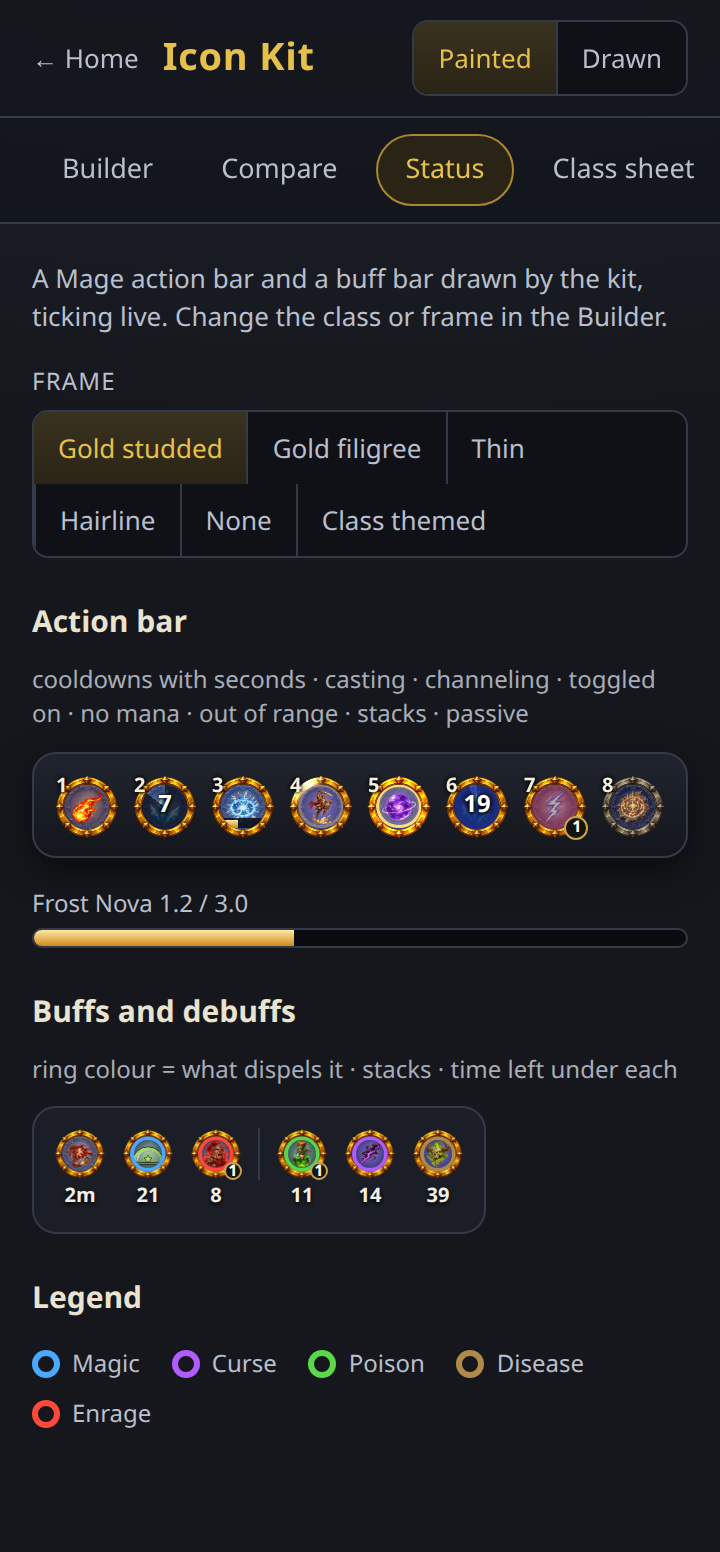 ← Home Icon Kit Painted Drawn
Builder Compare Status Class sheet
A Mage action bar and a buff bar drawn by the kit,
ticking live. Change the class or frame in the Builder.
FRAME
Gold studded Gold filigree Thin
Hairline None Class themed
Action bar
cooldowns with seconds · casting · channeling · toggled
on · no mana · out of range · stacks · passive
1 2 7 3 4 5 6 19 7 1 8
Frost Nova 1.2 / 3.0
Buffs and debuffs
ring colour = what dispels it · stacks · time left under each
1 1
2m 21 8 11 14 39
Legend
Magic Curse Poison Disease
Enrage